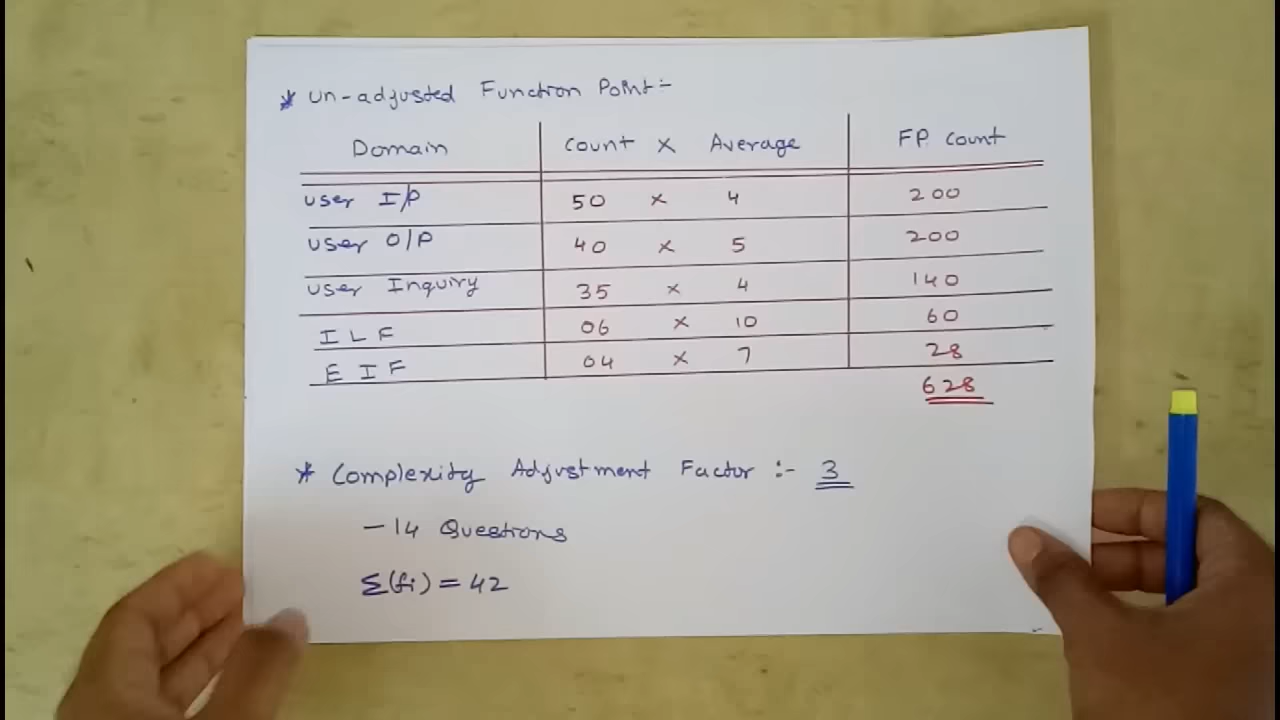 * Un-adjusted Function Point:-
Domain Count × Average FP Count
User I/P 50 × 4 200
User O/P 40 × 5 200
User Inquiry 35 × 4 140
ILF 06 × 10 60
EIF 04 × 7 28
628
* Complexity Adjustment Factor :- 3
- 14 Questions
Σ(fi) = 42